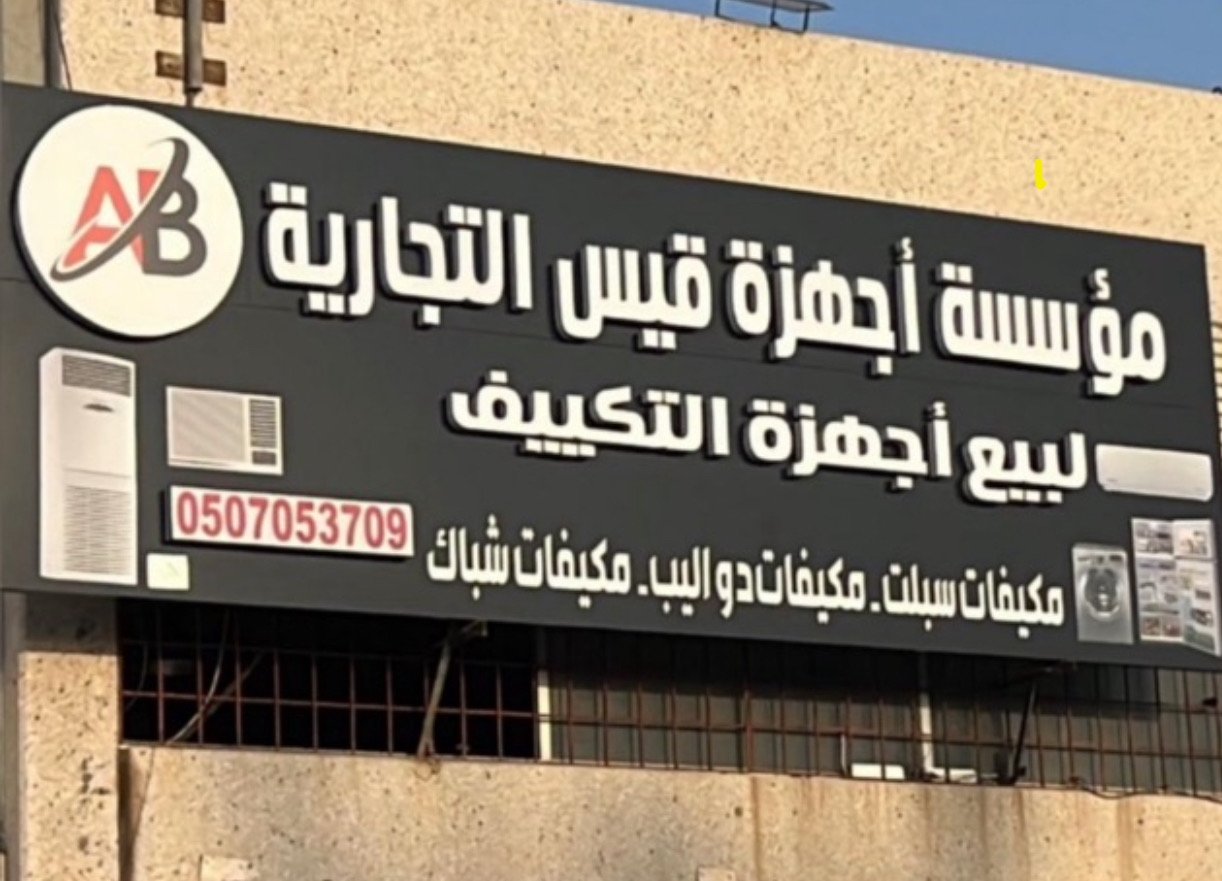 AB
مؤسسة أجهزة قيس التجارية
لبيع أجهزة التكييف
0507053709
مكيفات سبلت . مكيفات دواليب . مكيفات شباك